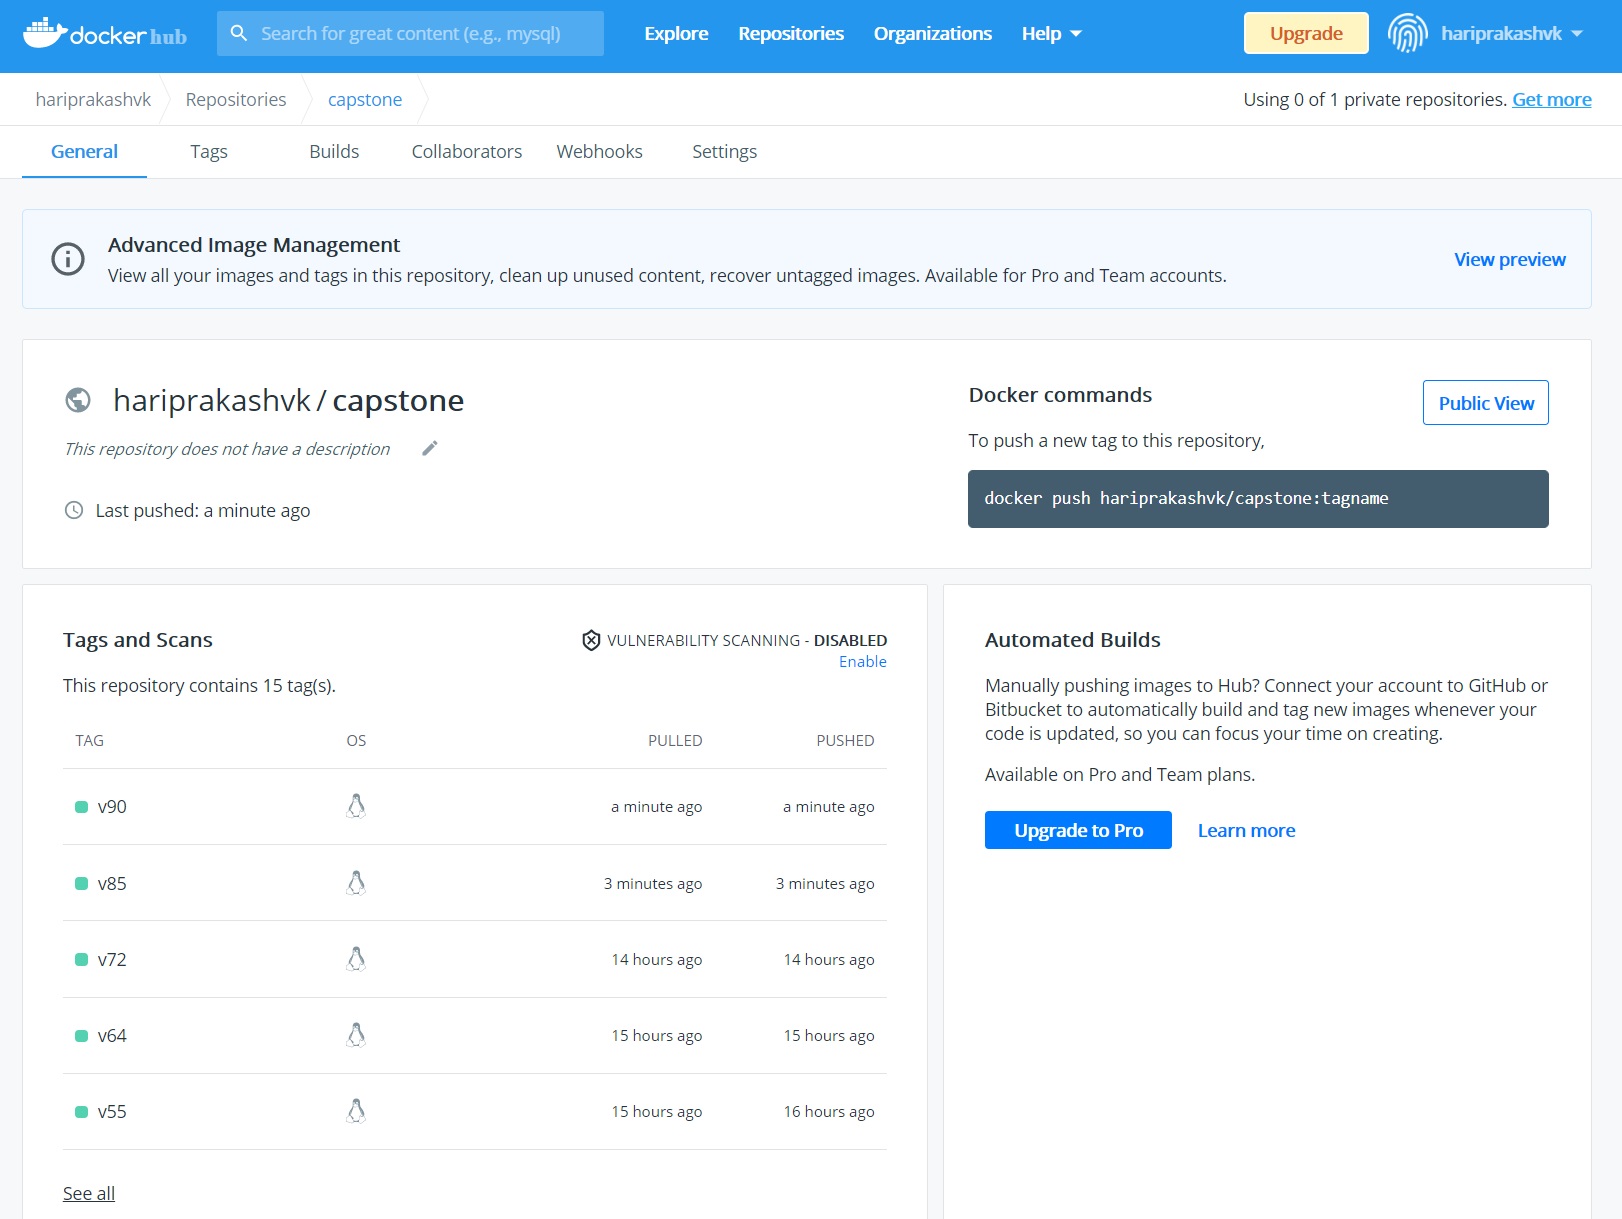 docker hub
Search for great content (e.g., mysql)
Explore
Repositories
Organizations
Help
Upgrade
hariprakashvk
hariprakashvk
Repositories
capstone
Using 0 of 1 private repositories. Get more
General
Tags
Builds
Collaborators
Webhooks
Settings
Advanced Image Management
View all your images and tags in this repository, clean up unused content, recover untagged images. Available for Pro and Team accounts.
View preview
hariprakashvk / capstone
This repository does not have a description
Last pushed: a minute ago
Docker commands
Public View
To push a new tag to this repository,
docker push hariprakashvk/capstone:tagname
Tags and Scans
VULNERABILITY SCANNING - DISABLED
Enable
This repository contains 15 tag(s).
TAG OS PULLED PUSHED
v90 a minute ago a minute ago
v85 3 minutes ago 3 minutes ago
v72 14 hours ago 14 hours ago
v64 15 hours ago 15 hours ago
v55 15 hours ago 16 hours ago
See all
Automated Builds
Manually pushing images to Hub? Connect your account to GitHub or
Bitbucket to automatically build and tag new images whenever your
code is updated, so you can focus your time on creating.
Available on Pro and Team plans.
Upgrade to Pro
Learn more